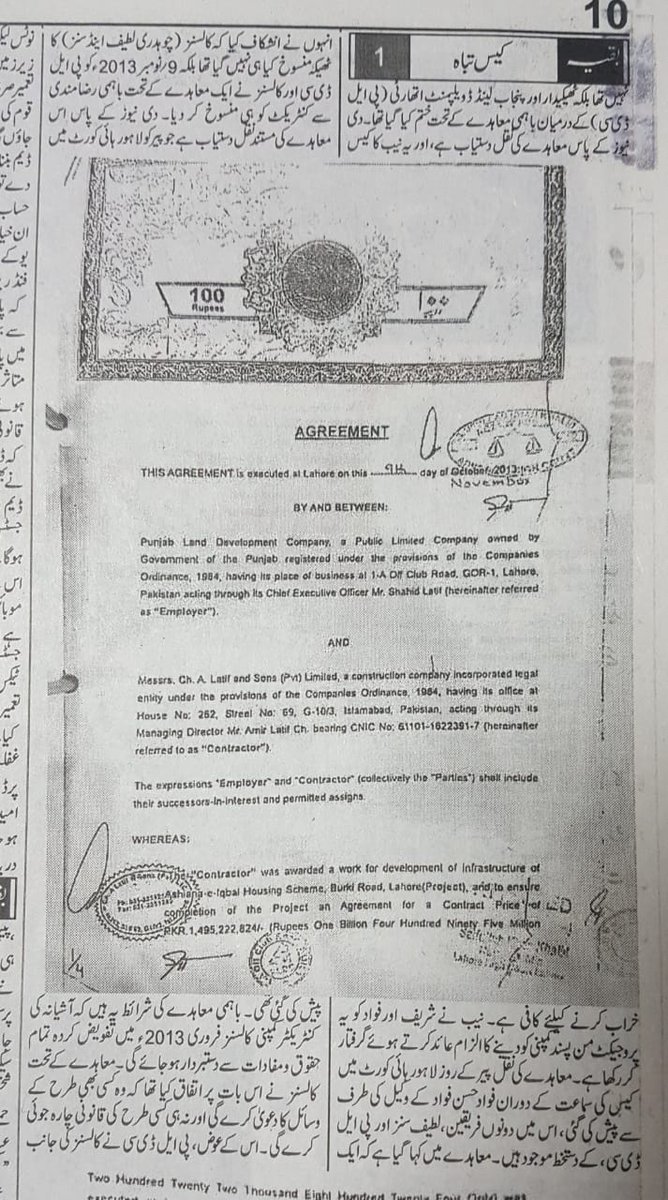 10
بقیہ
کیس تباہ
1
نہیں تھا بلکہ ٹھیکیدار اور پنجاب لینڈ ڈویلپمنٹ اتھارٹی (پی ایل
ڈی سی) کے درمیان باہمی معاہدے کے تحت ختم کیا گیا تھا۔ دی
نیوز کے پاس معاہدے کی نقل دستیاب ہے، اور یہ نیب کا کیس
انہوں نے انکشاف کیا کہ کالسنز (چوہدری لطیف اینڈ سنز) کا
ٹھیکہ منسوخ کیا ہی نہیں گیا تھا بلکہ 9/نومبر 2013ء کو پی ایل
ڈی سی اور کالسنز نے ایک معاہدے کے تحت باہمی رضامندی
سے کنٹریکٹ کو ہی منسوخ کر دیا۔ دی نیوز کے پاس اس
معاہدے کی مستند نقل دستیاب ہے جو پیر کو لاہور ہائی کورٹ میں
100
Rupees
۱۰۰
AGREEMENT
THIS AGREEMENT is executed at Lahore on this 9th day of October, 2013
November
BY AND BETWEEN:
Punjab Land Development Company, a Public Limited Company owned by
Government of the Punjab registered under the provisions of the Companies
Ordinance, 1984, having its place of business at 1-A Off Club Road, GOR-1, Lahore,
Pakistan acting through its Chief Executive Officer Mr. Shahid Latif (hereinafter referred
as "Employer").
AND
Messrs. Ch. A. Latif and Sons (Pvt) Limited, a construction company incorporated legal
entity under the provisions of the Companies Ordinance, 1984, having its office at
House No: 262, Street No: 69, G-10/3, Islamabad, Pakistan, acting through its
Managing Director Mr. Amir Latif Ch. bearing CNIC No: 61101-1622391-7 (hereinafter
referred to as "Contractor").
The expressions "Employer" and "Contractor" (collectively the "Parties") shall include
their successors-in-interest and permitted assigns.
WHEREAS:
"Contractor" was awarded a work for development of infrastructure of
Ashiana-e-Iqbal Housing Scheme, Burki Road, Lahore(Project), and to ensure
completion of the Project an Agreement for a Contract Price of
PKR.1,495,222,824/- (Rupees One Billion Four Hundred Ninety Five Million
1/4
خراب کرنے کیلئے کافی ہے۔ نیب نے شریف اور فواد کو یہ
پروجیکٹ من پسند کمپنی کو دینے کا الزام عائد کرتے ہوئے گرفتار
کر رکھا ہے۔ معاہدے کی نقل پیر کے روز لاہور ہائی کورٹ میں
کیس کی سماعت کے دوران فواد حسن فواد کے وکیل کی طرف
سے پیش کی گئی، اس میں دونوں فریقین، لطیف سنز اور پی ایل
ڈی سی، کے دستخط موجود ہیں۔ معاہدے میں کہا گیا ہے کہ ایک
پیش کی گئی تھی۔ باہمی معاہدے کی شرائط یہ ہیں کہ آشیانہ کی
کنٹریکٹر کمپنی کالسنز فروری 2013ء میں تفویض کردہ تمام
حقوق و مفادات سے دستبردار ہو جائے گی۔ معاہدے کے تحت
کالسنز نے اس بات پر اتفاق کیا تھا کہ وہ کسی بھی طرح کے
وسائل کا دعویٰ کرے گی اور نہ ہی کسی طرح کی قانونی چارہ جوئی
کرے گی۔ اس کے عوض، پی ایل ڈی سی نے کالسنز کی جانب
Two Hundred Twenty Two Thousand Eight Hundred Twenty Four Only) was